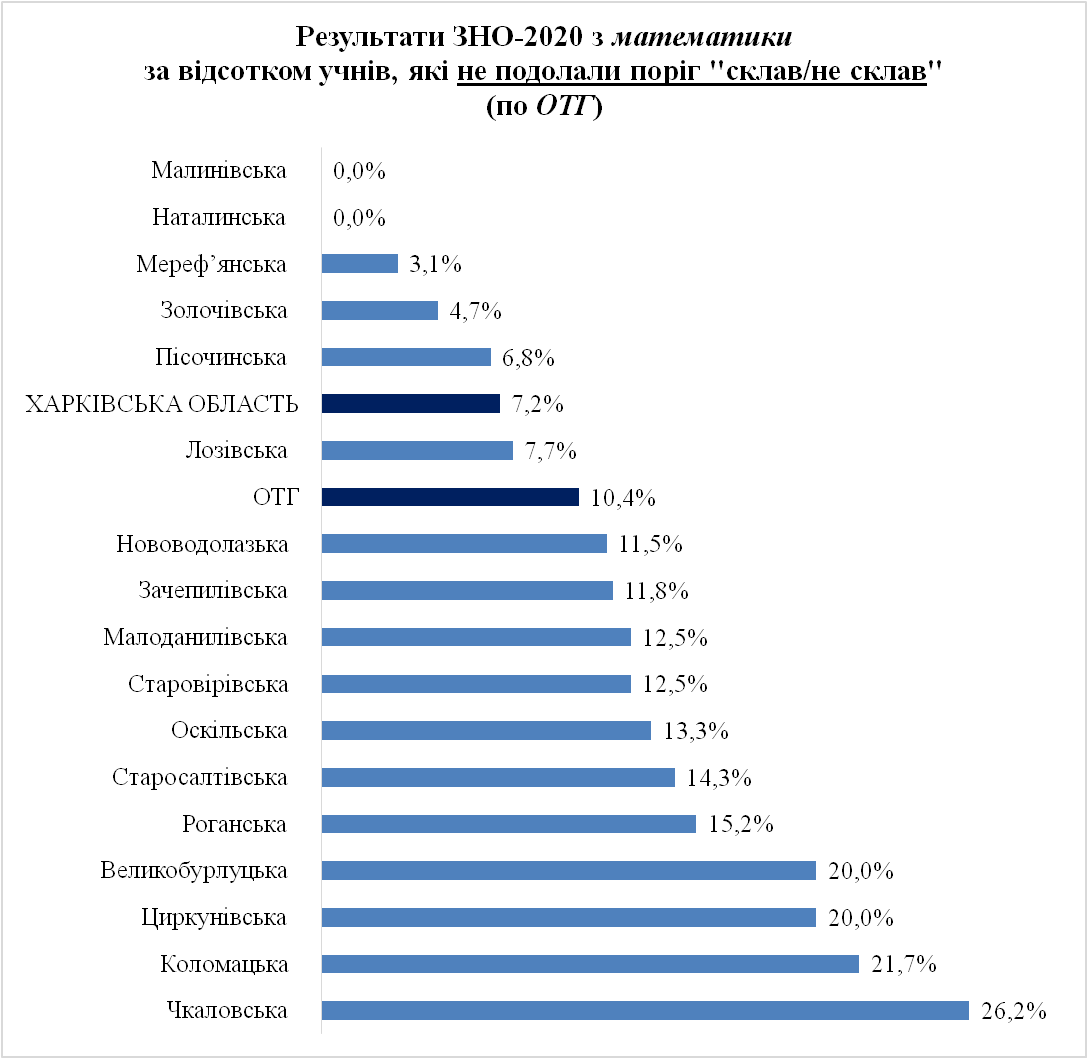 Результати ЗНО-2020 з математики
за відсотком учнів, які не подолали поріг "склав/не склав"
(по ОТГ)
Малинівська 0,0%
Наталинська 0,0%
Мереф’янська 3,1%
Золочівська 4,7%
Пісочинська 6,8%
ХАРКІВСЬКА ОБЛАСТЬ 7,2%
Лозівська 7,7%
ОТГ 10,4%
Нововодолазька 11,5%
Зачепилівська 11,8%
Малоданилівська 12,5%
Старовірівська 12,5%
Оскільська 13,3%
Старосалтівська 14,3%
Роганська 15,2%
Великобурлуцька 20,0%
Циркунівська 20,0%
Коломацька 21,7%
Чкаловська 26,2%